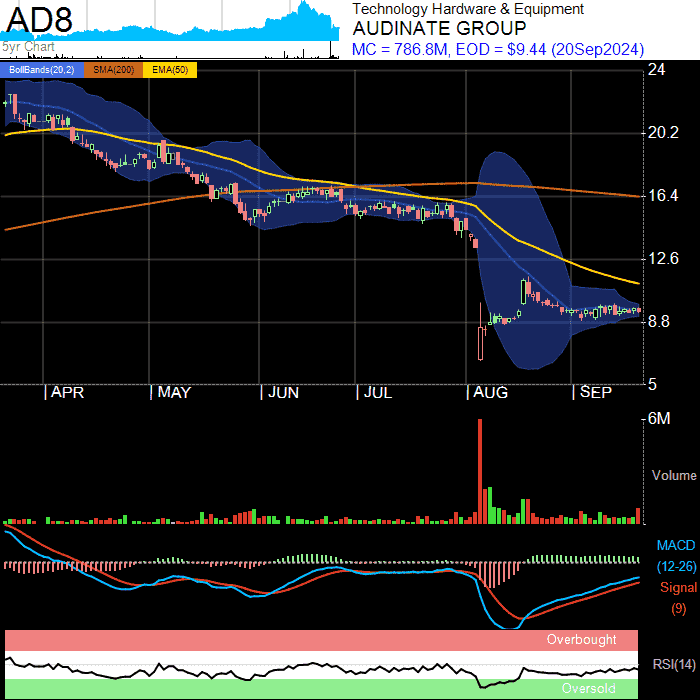 AD8
5yr Chart
Technology Hardware & Equipment
AUDINATE GROUP
MC = 786.8M, EOD = $9.44 (20Sep2024)
BollBands(20,2) SMA(200) EMA(50)
24
20.2
16.4
12.6
8.8
5
APR MAY JUN JUL AUG SEP
6M
Volume
MACD
(12-26)
Signal
(9)
Overbought
RSI(14)
Oversold